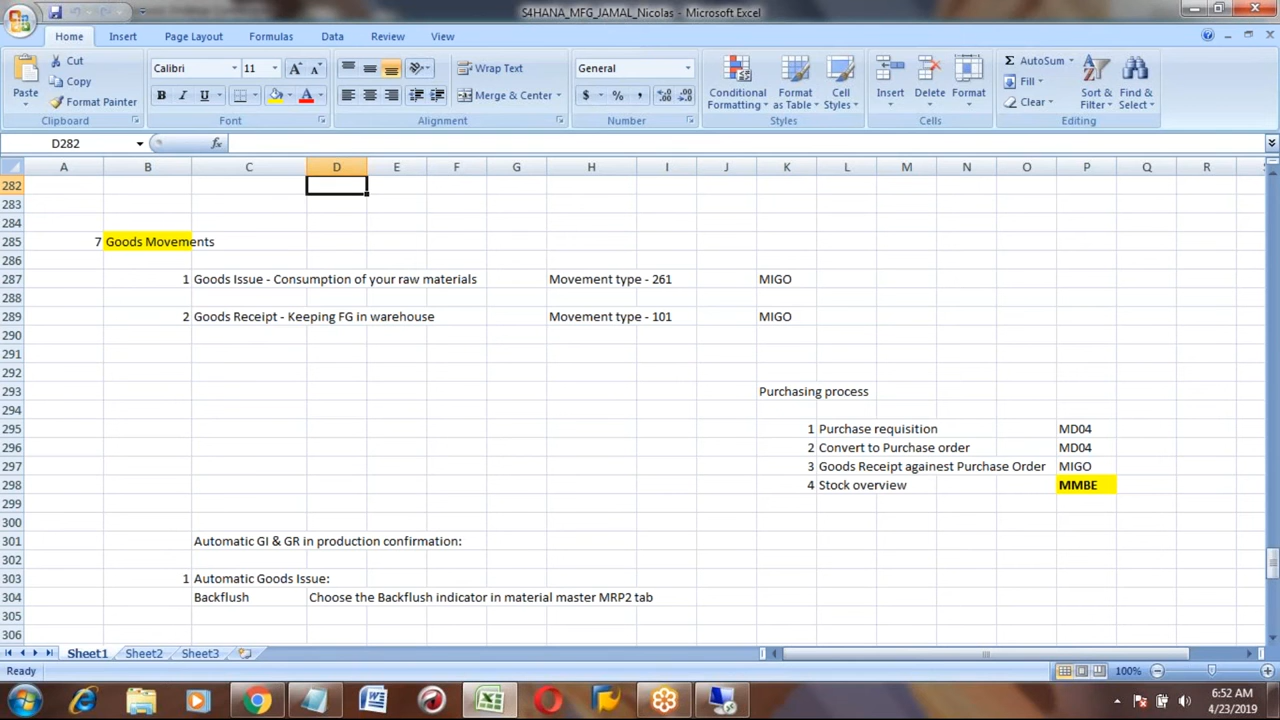 S4HANA_MFG_JAMAL_Nicolas - Microsoft Excel
Home Insert Page Layout Formulas Data Review View
Paste Cut Copy Format Painter Clipboard
Calibri 11 A A B I U A Font
Wrap Text Merge & Center Alignment
General $ % , .0 .00 .00 .0 Number
Conditional Formatting Format as Table Cell Styles Styles
Insert Delete Format Cells
Σ AutoSum Fill Clear Sort & Filter Find & Select Editing
D282 fx
A B C D E F G H I J K L M N O P Q R
282
283
284
285 7 Goods Movements
286
287 1 Goods Issue - Consumption of your raw materials Movement type - 261 MIGO
288
289 2 Goods Receipt - Keeping FG in warehouse Movement type - 101 MIGO
290
291
292
293 Purchasing process
294
295 1 Purchase requisition MD04
296 2 Convert to Purchase order MD04
297 3 Goods Receipt againest Purchase Order MIGO
298 4 Stock overview MMBE
299
300
301 Automatic GI & GR in production confirmation:
302
303 1 Automatic Goods Issue:
304 Backflush Choose the Backflush indicator in material master MRP2 tab
305
306
Sheet1 Sheet2 Sheet3
Ready 100%
6:52 AM
4/23/2019